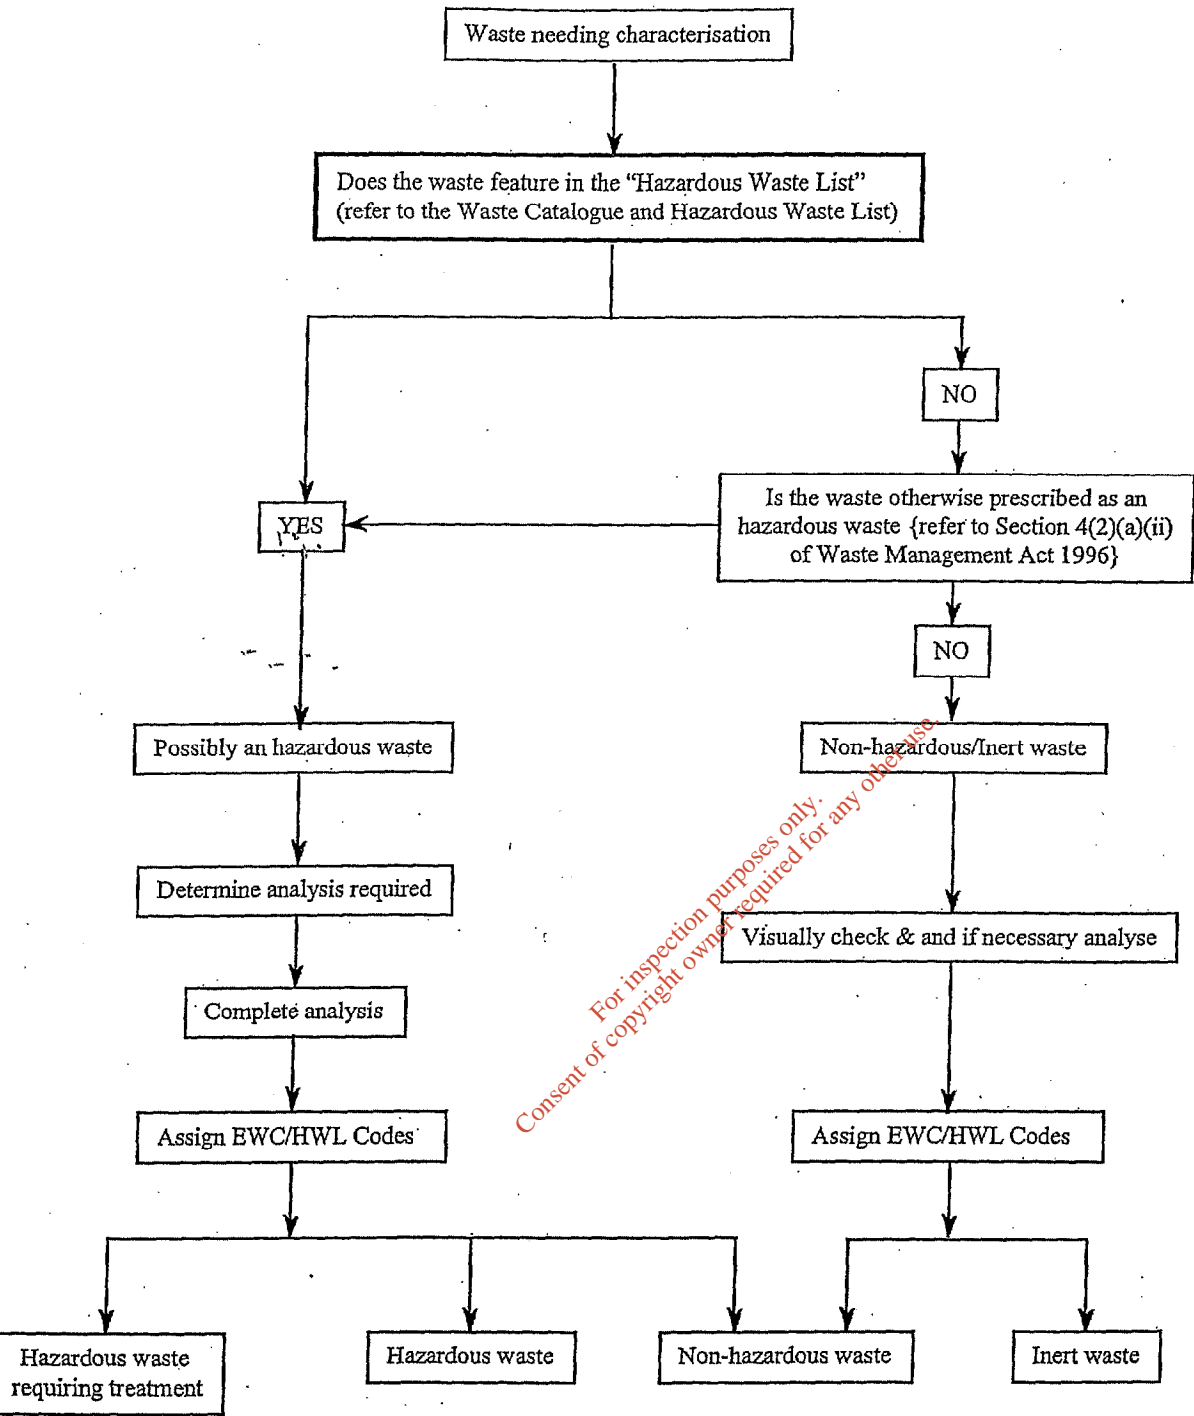 Waste needing characterisation
Does the waste feature in the “Hazardous Waste List”
(refer to the Waste Catalogue and Hazardous Waste List)
NO
YES
Is the waste otherwise prescribed as an
hazardous waste {refer to Section 4(2)(a)(ii)
of Waste Management Act 1996}
NO
Possibly an hazardous waste
Non-hazardous/Inert waste
Determine analysis required
Visually check & and if necessary analyse
Complete analysis
Assign EWC/HWL Codes
Assign EWC/HWL Codes
Hazardous waste
requiring treatment
Hazardous waste
Non-hazardous waste
Inert waste
For inspection purposes only.
Consent of copyright owner required for any other use.